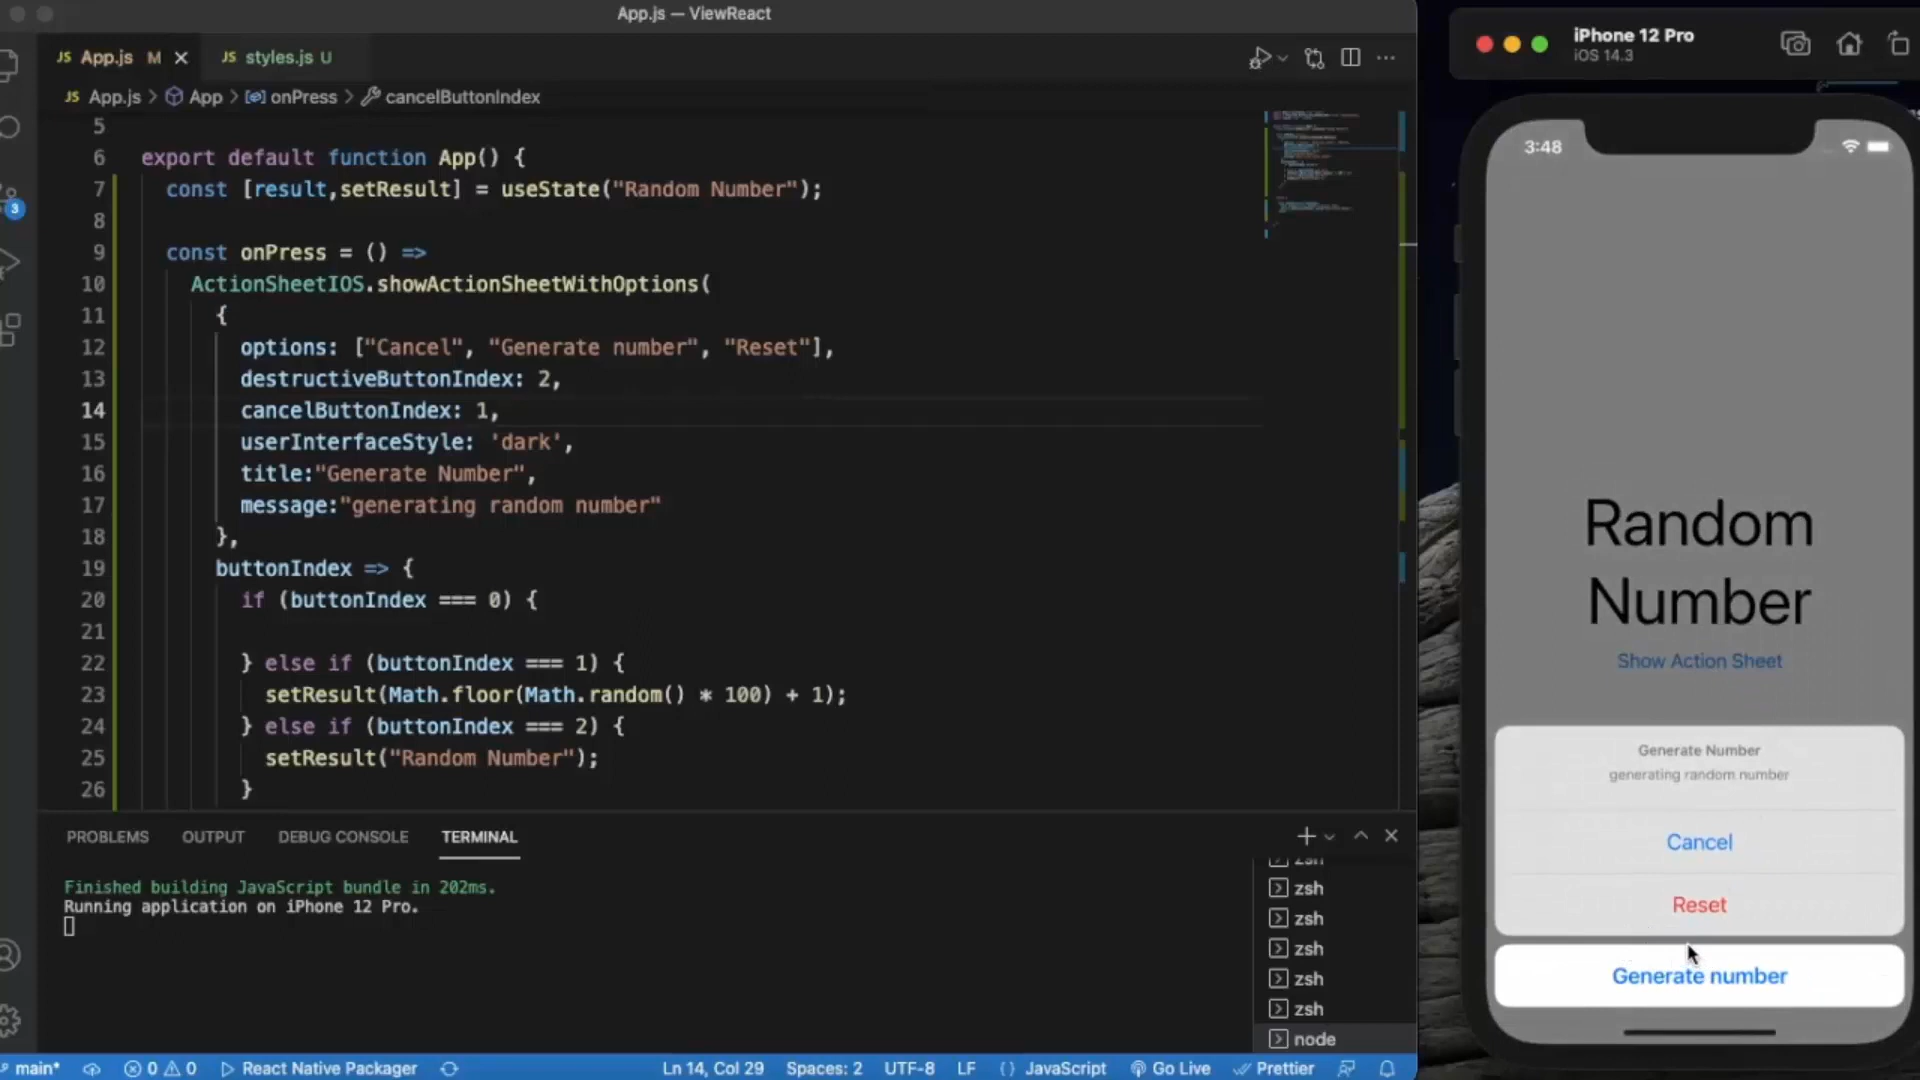 App.js — ViewReact
JS App.js M
JS styles.js U
JS App.js > App > onPress > cancelButtonIndex
5
6 export default function App() {
7 const [result,setResult] = useState("Random Number");
8
9 const onPress = () =>
10 ActionSheetIOS.showActionSheetWithOptions(
11 {
12 options: ["Cancel", "Generate number", "Reset"],
13 destructiveButtonIndex: 2,
14 cancelButtonIndex: 1,
15 userInterfaceStyle: 'dark',
16 title:"Generate Number",
17 message:"generating random number"
18 },
19 buttonIndex => {
20 if (buttonIndex === 0) {
21
22 } else if (buttonIndex === 1) {
23 setResult(Math.floor(Math.random() * 100) + 1);
24 } else if (buttonIndex === 2) {
25 setResult("Random Number");
26 }
3
PROBLEMS OUTPUT DEBUG CONSOLE TERMINAL
Finished building JavaScript bundle in 202ms.
Running application on iPhone 12 Pro.
zsh
zsh
zsh
zsh
zsh
zsh
node
main* 0 0 React Native Packager
Ln 14, Col 29 Spaces: 2 UTF-8 LF {} JavaScript Go Live Prettier
iPhone 12 Pro
iOS 14.3
3:48
Random
Number
Show Action Sheet
Generate Number
generating random number
Cancel
Reset
Generate number